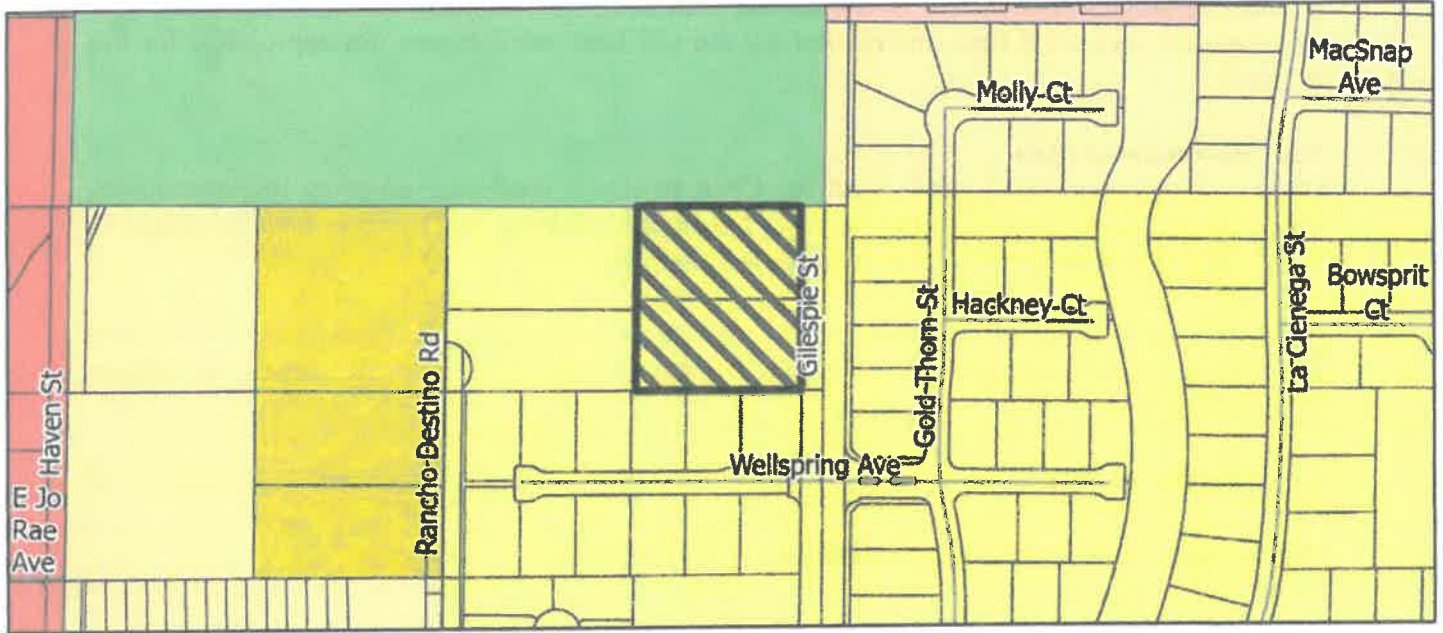 MacSnap
Ave
Molly Ct
Gilespie St
La Cienega St
Bowsprit
Ct
Hackney Ct
Gold Thorn St
Rancho Destino Rd
Haven St
Wellspring Ave
E Jo
Rae
Ave